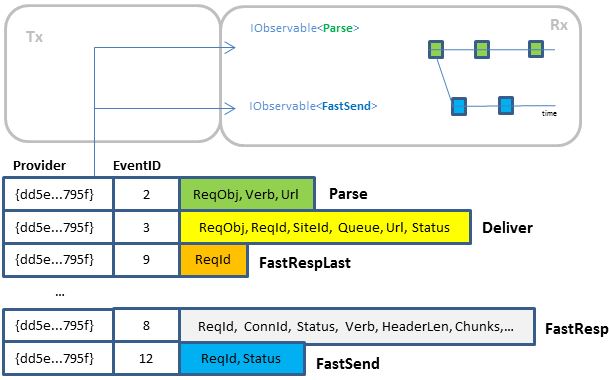 Tx
Rx
IObservable<Parse>
IObservable<FastSend>
time
Provider EventID
{dd5e...795f} 2 ReqObj, Verb, Url Parse
{dd5e...795f} 3 ReqObj, ReqId, SiteId, Queue, Url, Status Deliver
{dd5e...795f} 9 ReqId FastRespLast
...
{dd5e...795f} 8 ReqId, ConnId, Status, Verb, HeaderLen, Chunks,... FastResp
{dd5e...795f} 12 ReqId, Status FastSend